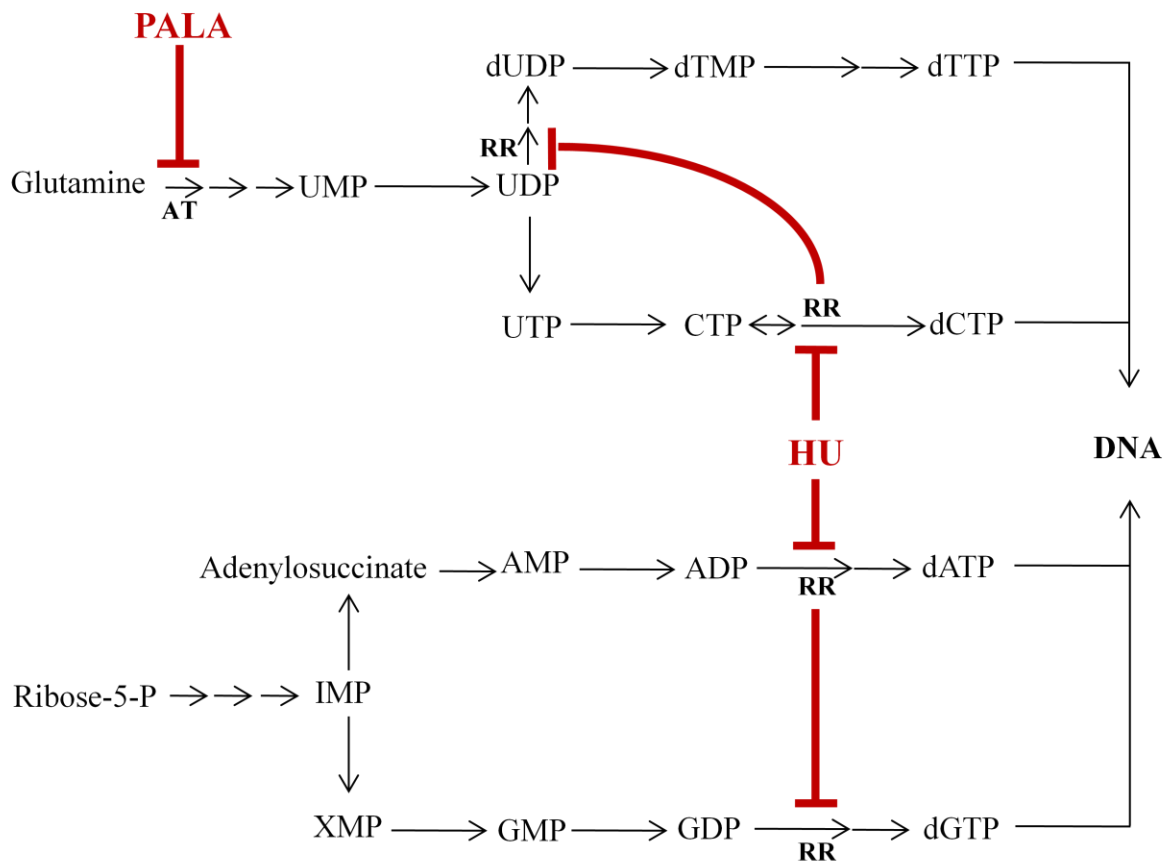 PALA
dUDP dTMP dTTP
RR
Glutamine UMP UDP
AT
RR
UTP CTP dCTP
HU DNA
Adenylosuccinate AMP ADP dATP
RR
Ribose-5-P IMP
XMP GMP GDP dGTP
RR